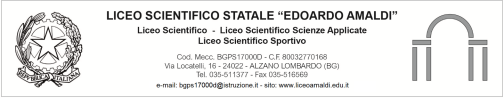 LICEO SCIENTIFICO STATALE “EDOARDO AMALDI”
Liceo Scientifico - Liceo Scientifico Scienze Applicate
Liceo Scientifico Sportivo
Cod. Mecc. BGPS17000D - C.F. 80032770168
Via Locatelli, 16 - 24022 - ALZANO LOMBARDO (BG)
Tel. 035-511377 - Fax 035-516569
e-mail: bgps17000d@istruzione.it - sito: www.liceoamaldi.edu.it
REPVBBLICA ITALIANA